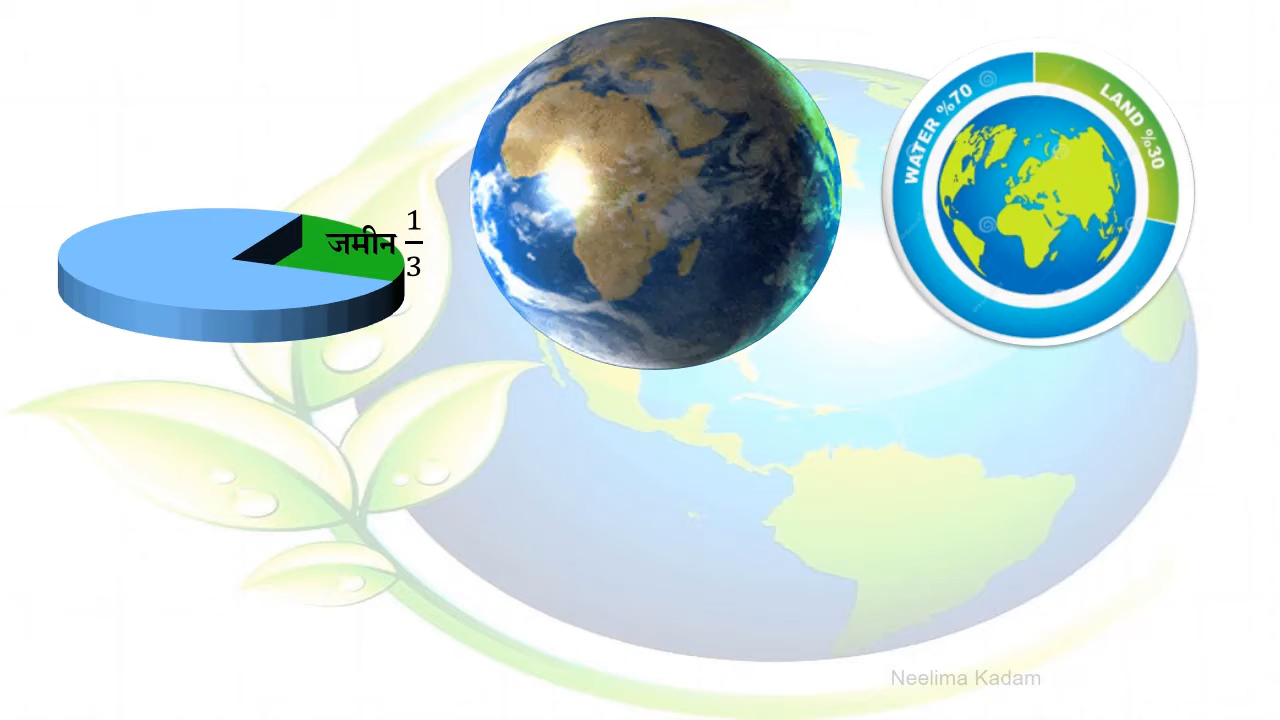 जमीन 1/3
WATER %70
LAND %30
Neelima Kadam